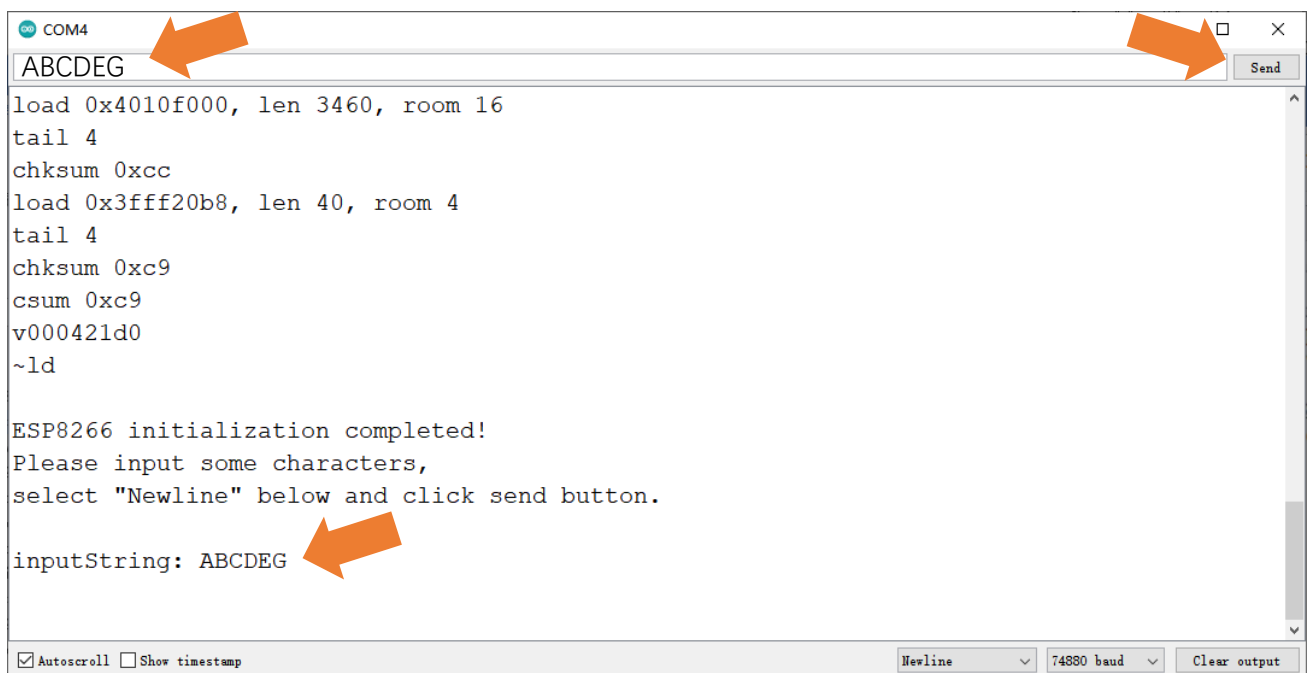 COM4
ABCDEG
Send
load 0x4010f000, len 3460, room 16
tail 4
chksum 0xcc
load 0x3fff20b8, len 40, room 4
tail 4
chksum 0xc9
csum 0xc9
v000421d0
~ld
ESP8266 initialization completed!
Please input some characters,
select "Newline" below and click send button.
inputString: ABCDEG
Autoscroll Show timestamp Newline 74880 baud Clear output